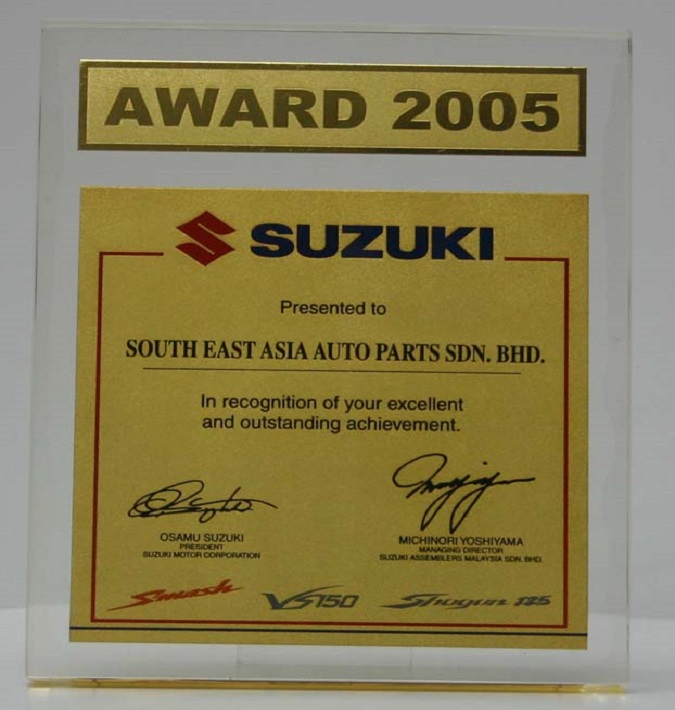 AWARD 2005
SUZUKI
Presented to
SOUTH EAST ASIA AUTO PARTS SDN. BHD.
In recognition of your excellent
and outstanding achievement.
OSAMU SUZUKI
PRESIDENT
SUZUKI MOTOR CORPORATION
MICHINORI YOSHIYAMA
MANAGING DIRECTOR
SUZUKI ASSEMBLERS MALAYSIA SDN. BHD.
Smash VS150 Shogun 125